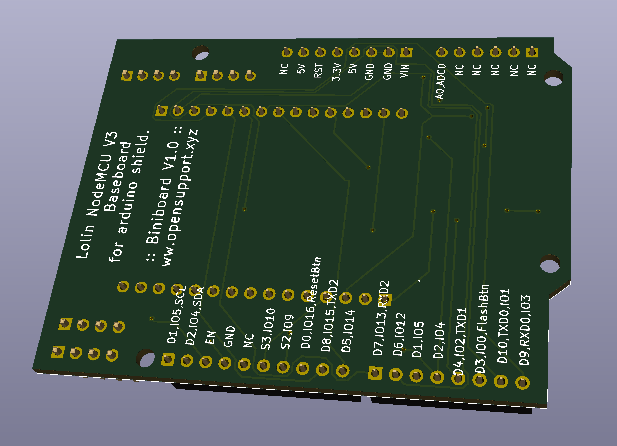 NC
5V
RST
3.3V
5V
GND
GND
VIN
A0,ADC0
NC
NC
NC
NC
NC
Lolin NodeMCU V3
Baseboard
for arduino shield.
:: Biniboard V1.0 ::
ww.opensupport.xyz
D1,IO5,SCL
D2,IO4,SDA
EN
GND
NC
S3,IO10
S2,IO9
D0,IO16,ResetBtn
D8,IO15,TXD2
D5,IO14
D7,IO13,RXD2
D6,IO12
D1,IO5
D2,IO4
D4,IO2,TXD1
D3,IO0,FlashBtn
D10,TXD0,IO1
D9,RXD0,IO3